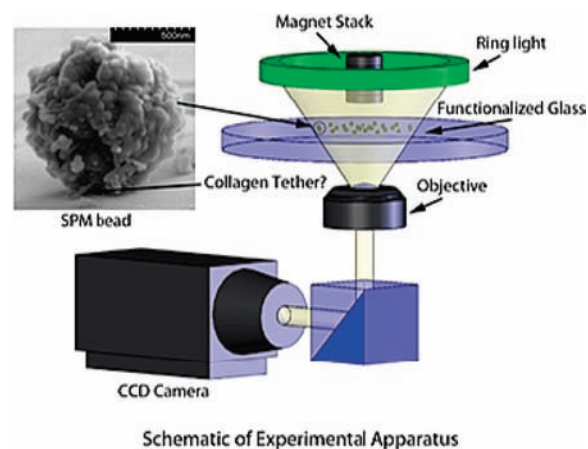 500nm
Magnet Stack
Ring light
Functionalized Glass
Collagen Tether?
Objective
SPM bead
CCD Camera
Schematic of Experimental Apparatus